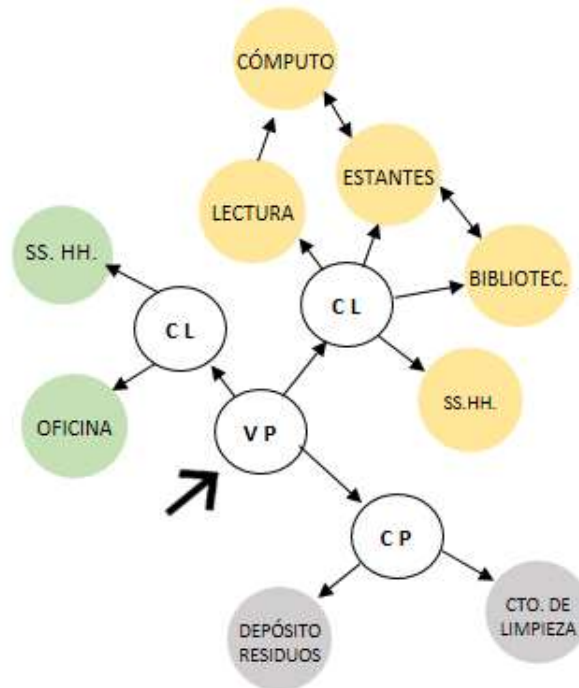 CÓMPUTO
ESTANTES
LECTURA
SS. HH.
BIBLIOTEC.
C L
C L
SS.HH.
OFICINA
V P
C P
CTO. DE
LIMPIEZA
DEPÓSITO
RESIDUOS